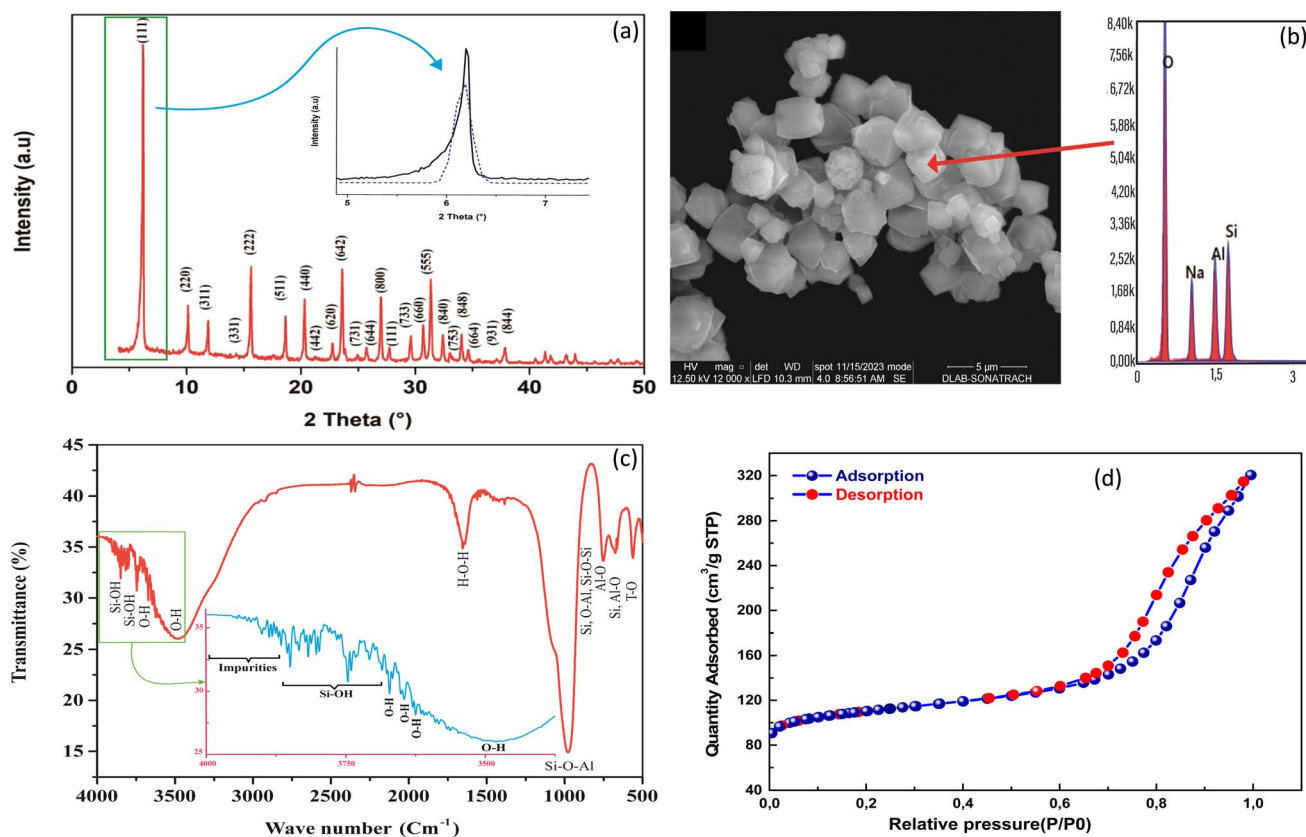 (a)
Intensity (a.u)
(111)
(220)
(311)
(331)
(222)
(511)
(440)
(442)
(620)
(642)
(731)
(644)
(800)
(111)
(733)
(660)
(555)
(840)
(753)
(848)
(664)
(931)
(844)
0 10 20 30 40 50
2 Theta (°)
Intensity (a.u)
5 6 7
2 Theta (°)
HV mag □ det WD spot 11/15/2023 mode 5 µm
12.50 kV 12 000 x LFD 10.3 mm 4.0 8:56:51 AM SE DLAB-SONATRACH
(b)
8,40k
7,56k
6,72k
5,88k
5,04k
4,20k
3,36k
2,52k
1,68k
0,84k
0,00k
O
Na
Al
Si
0 1,5 3
(c)
Transmittance (%)
45
40
35
30
25
20
15
Si-OH
Si-OH
O-H
O-H
H-O-H
Si-O-Al
Si, O-Al, Si-O-Si
Al-O
Si, Al-O
T-O
35
30
25
Impurities
Si-OH
O-H
O-H
O-H
O-H
4000 3750 3500
4000 3500 3000 2500 2000 1500 1000 500
Wave number (Cm⁻¹)
(d)
Adsorption
Desorption
Quantity Adsorbed (cm³/g STP)
320
280
240
200
160
120
80
40
0,0 0,2 0,4 0,6 0,8 1,0
Relative pressure(P/P0)